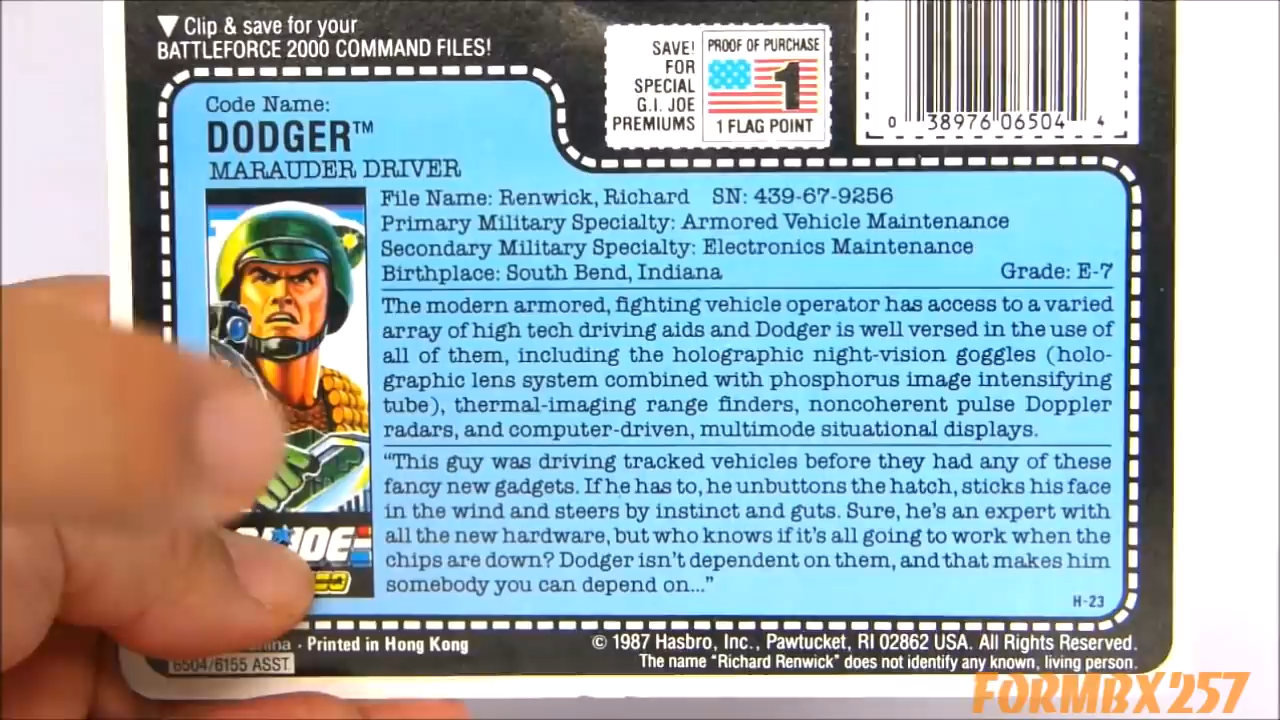 ▼ Clip & save for your
BATTLEFORCE 2000 COMMAND FILES!
SAVE!
FOR
SPECIAL
G.I. JOE
PREMIUMS
PROOF OF PURCHASE
1
1 FLAG POINT
0 38976 06504 4
Code Name:
DODGER™
MARAUDER DRIVER
File Name: Renwick, Richard SN: 439-67-9256
Primary Military Specialty: Armored Vehicle Maintenance
Secondary Military Specialty: Electronics Maintenance
Birthplace: South Bend, Indiana Grade: E-7
The modern armored, fighting vehicle operator has access to a varied
array of high tech driving aids and Dodger is well versed in the use of
all of them, including the holographic night-vision goggles (holo-
graphic lens system combined with phosphorus image intensifying
tube), thermal-imaging range finders, noncoherent pulse Doppler
radars, and computer-driven, multimode situational displays.
"This guy was driving tracked vehicles before they had any of these
fancy new gadgets. If he has to, he unbuttons the hatch, sticks his face
in the wind and steers by instinct and guts. Sure, he's an expert with
all the new hardware, but who knows if it's all going to work when the
chips are down? Dodger isn't dependent on them, and that makes him
somebody you can depend on..."
H-23
JOE
· Printed in Hong Kong
6504/6155 ASST.
© 1987 Hasbro, Inc., Pawtucket, RI 02862 USA. All Rights Reserved.
The name "Richard Renwick" does not identify any known, living person.
FORMBX257